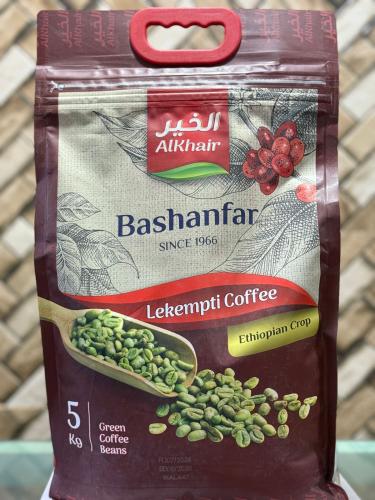 الخير
AlKhair
Bashanfar
SINCE 1966
Lekempti Coffee
Ethiopian Crop
5
Kg
Green
Coffee
Beans